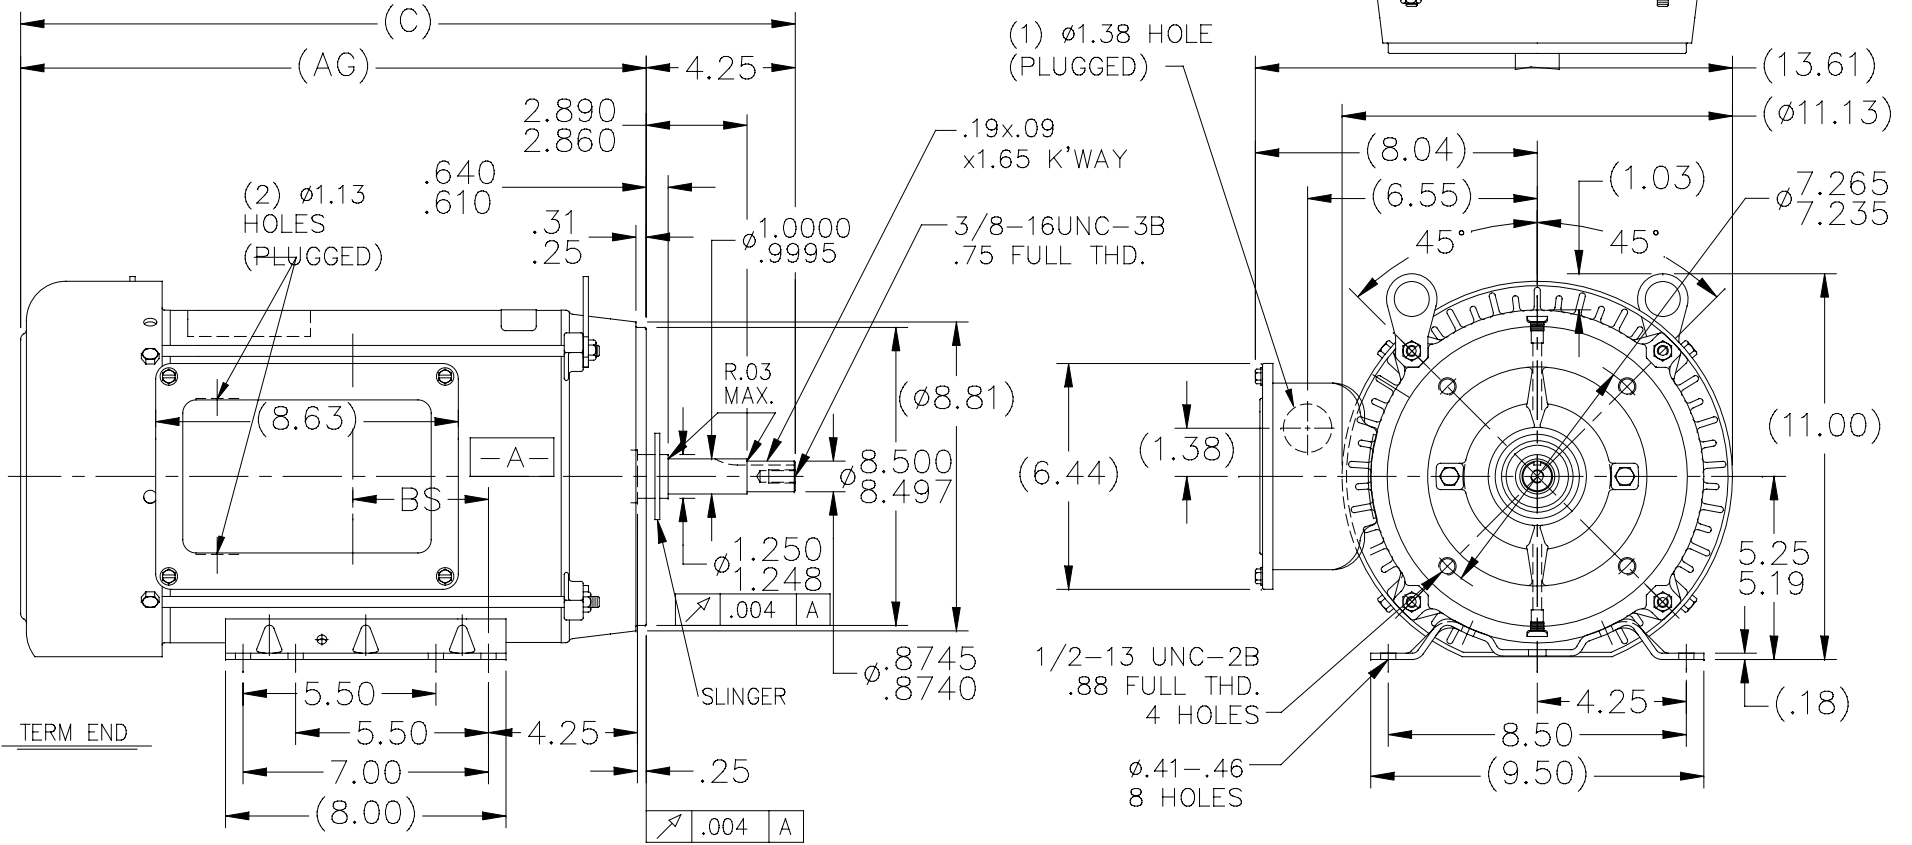 (C)
(AG)
4.25
2.890
2.860
.640
.610
.31
.25
(2) ø1.13
HOLES
(PLUGGED)
ø1.0000
.9995
.19x.09
x1.65 K'WAY
3/8-16UNC-3B
.75 FULL THD.
R.03
MAX.
(8.63)
-A-
BS
(ø8.81)
ø8.500
8.497
ø1.250
1.248
.004 A
ø.8745
.8740
SLINGER
5.50
5.50
4.25
7.00
.25
(8.00)
.004 A
TERM END
(1) ø1.38 HOLE
(PLUGGED)
(13.61)
(ø11.13)
(8.04)
(6.55)
(1.03)
ø7.265
7.235
45°
45°
(6.44)
(1.38)
(11.00)
5.25
5.19
1/2-13 UNC-2B
.88 FULL THD.
4 HOLES
4.25
(.18)
8.50
(9.50)
ø.41-.46
8 HOLES